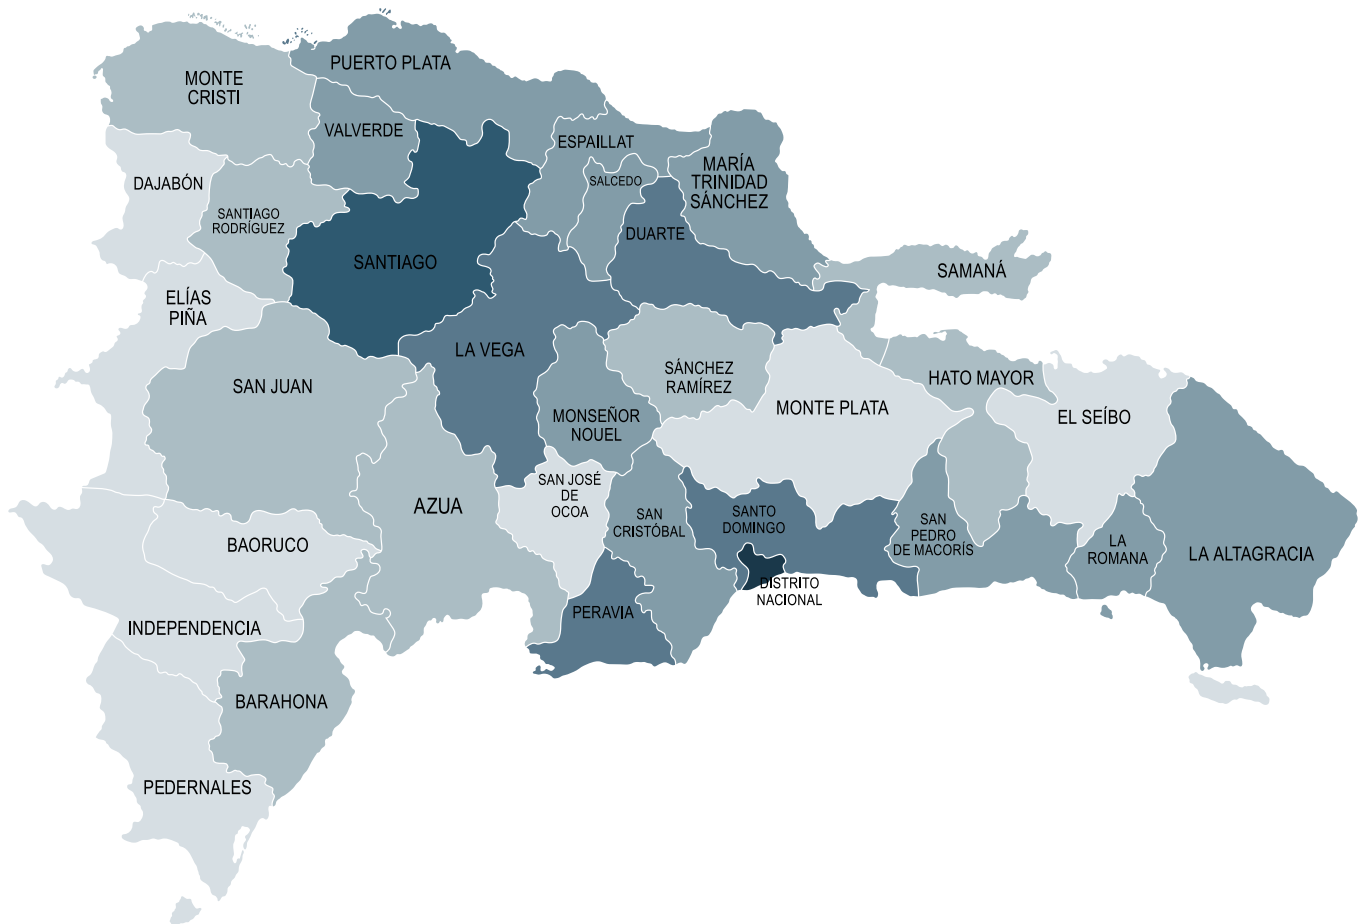 PUERTO PLATA
MONTE
CRISTI
VALVERDE
ESPAILLAT
MARÍA
TRINIDAD
SÁNCHEZ
DAJABÓN
SALCEDO
SANTIAGO
RODRÍGUEZ
DUARTE
SANTIAGO
SAMANÁ
ELÍAS
PIÑA
LA VEGA
SÁNCHEZ
RAMÍREZ
SAN JUAN
HATO MAYOR
MONTE PLATA
EL SEÍBO
MONSEÑOR
NOUEL
SAN JOSÉ
DE
OCOA
AZUA
SAN
CRISTÓBAL
SANTO
DOMINGO
SAN
PEDRO
DE MACORÍS
LA
ROMANA
LA ALTAGRACIA
BAORUCO
DISTRITO
NACIONAL
PERAVIA
INDEPENDENCIA
BARAHONA
PEDERNALES